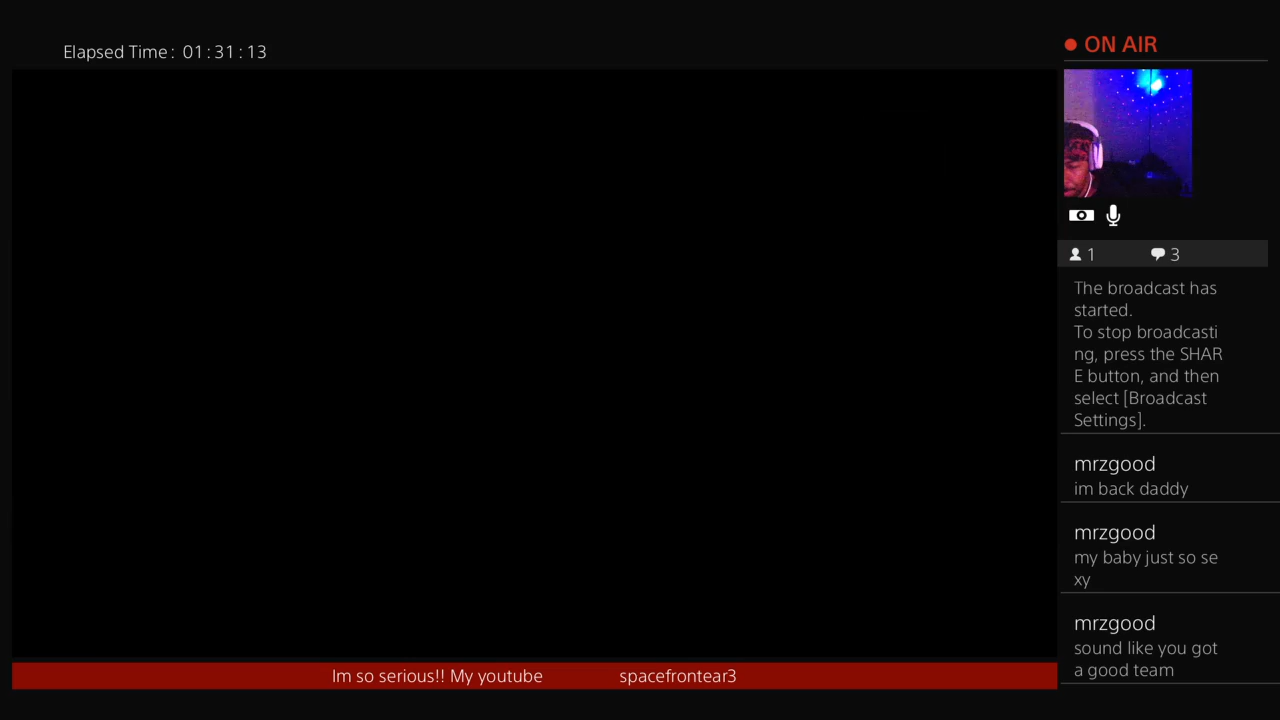 Elapsed Time: 01:31:13
ON AIR
1 3
The broadcast has
started.
To stop broadcasti
ng, press the SHAR
E button, and then
select [Broadcast
Settings].
mrzgood
im back daddy
mrzgood
my baby just so se
xy
mrzgood
sound like you got
a good team
Im so serious!! My youtube spacefrontear3